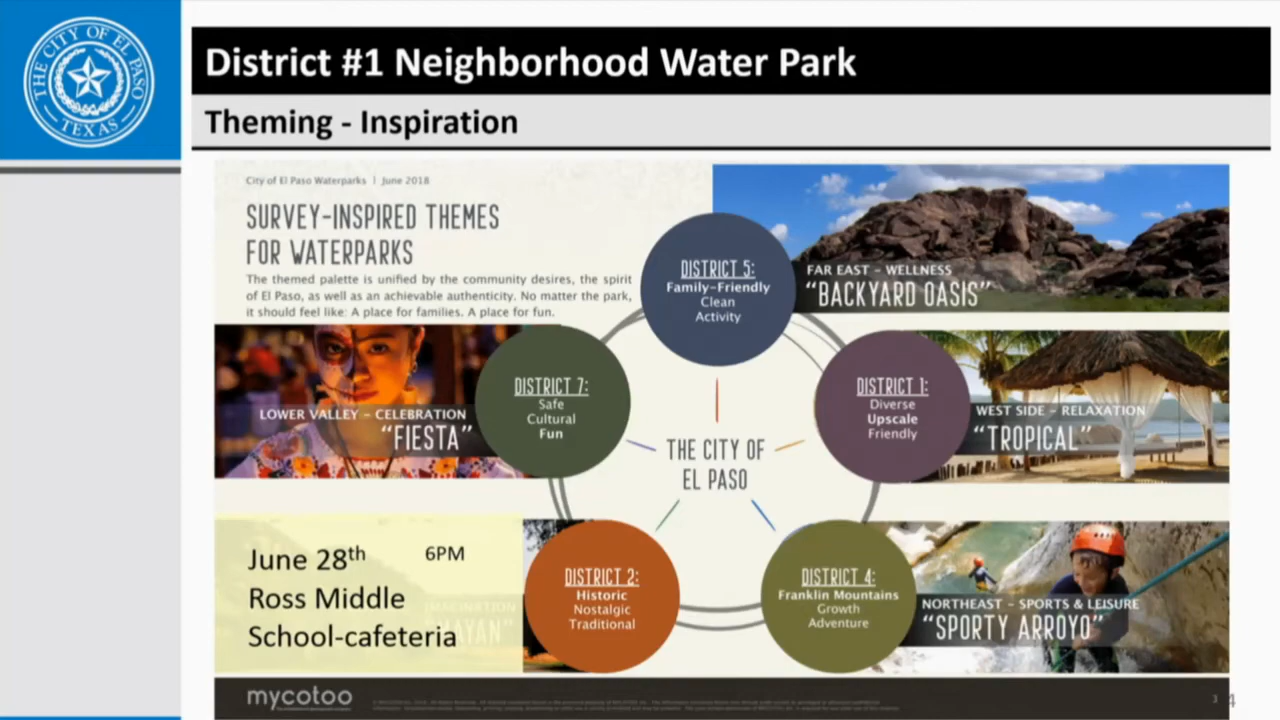 THE CITY OF EL PASO
TEXAS
District #1 Neighborhood Water Park
Theming - Inspiration
City of El Paso Waterparks | June 2018
SURVEY-INSPIRED THEMES
FOR WATERPARKS
The themed palette is unified by the community desires, the spirit
of El Paso, as well as an achievable authenticity. No matter the park,
it should feel like: A place for families. A place for fun.
DISTRICT 5:
Family-Friendly
Clean
Activity
FAR EAST - WELLNESS
"BACKYARD OASIS"
LOWER VALLEY - CELEBRATION
"FIESTA"
DISTRICT 7:
Safe
Cultural
Fun
DISTRICT 1:
Diverse
Upscale
Friendly
WEST SIDE - RELAXATION
"TROPICAL"
THE CITY OF
EL PASO
June 28th 6PM
Ross Middle
School-cafeteria
IMAGINATION
"MAYAN"
DISTRICT 2:
Historic
Nostalgic
Traditional
DISTRICT 4:
Franklin Mountains
Growth
Adventure
NORTHEAST - SPORTS & LEISURE
"SPORTY ARROYO"
mycotoo
3
4